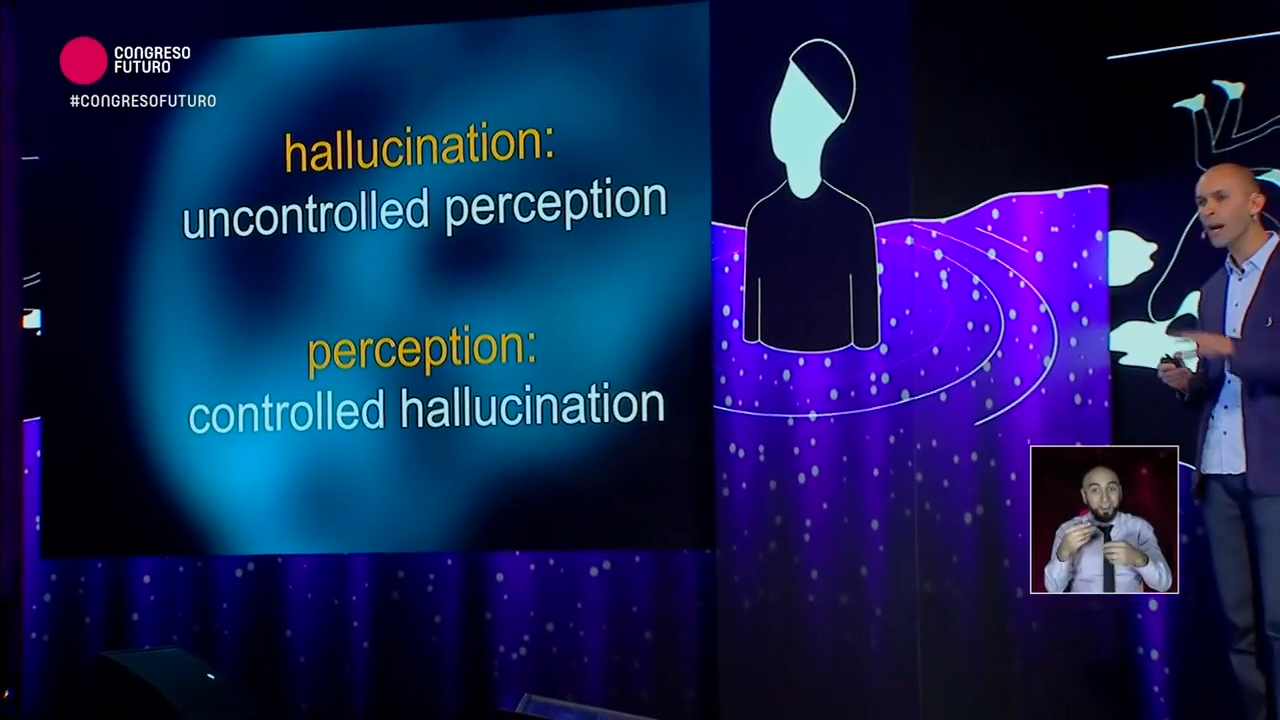 CONGRESO
FUTURO
#CONGRESOFUTURO
hallucination:
uncontrolled perception
perception:
controlled hallucination